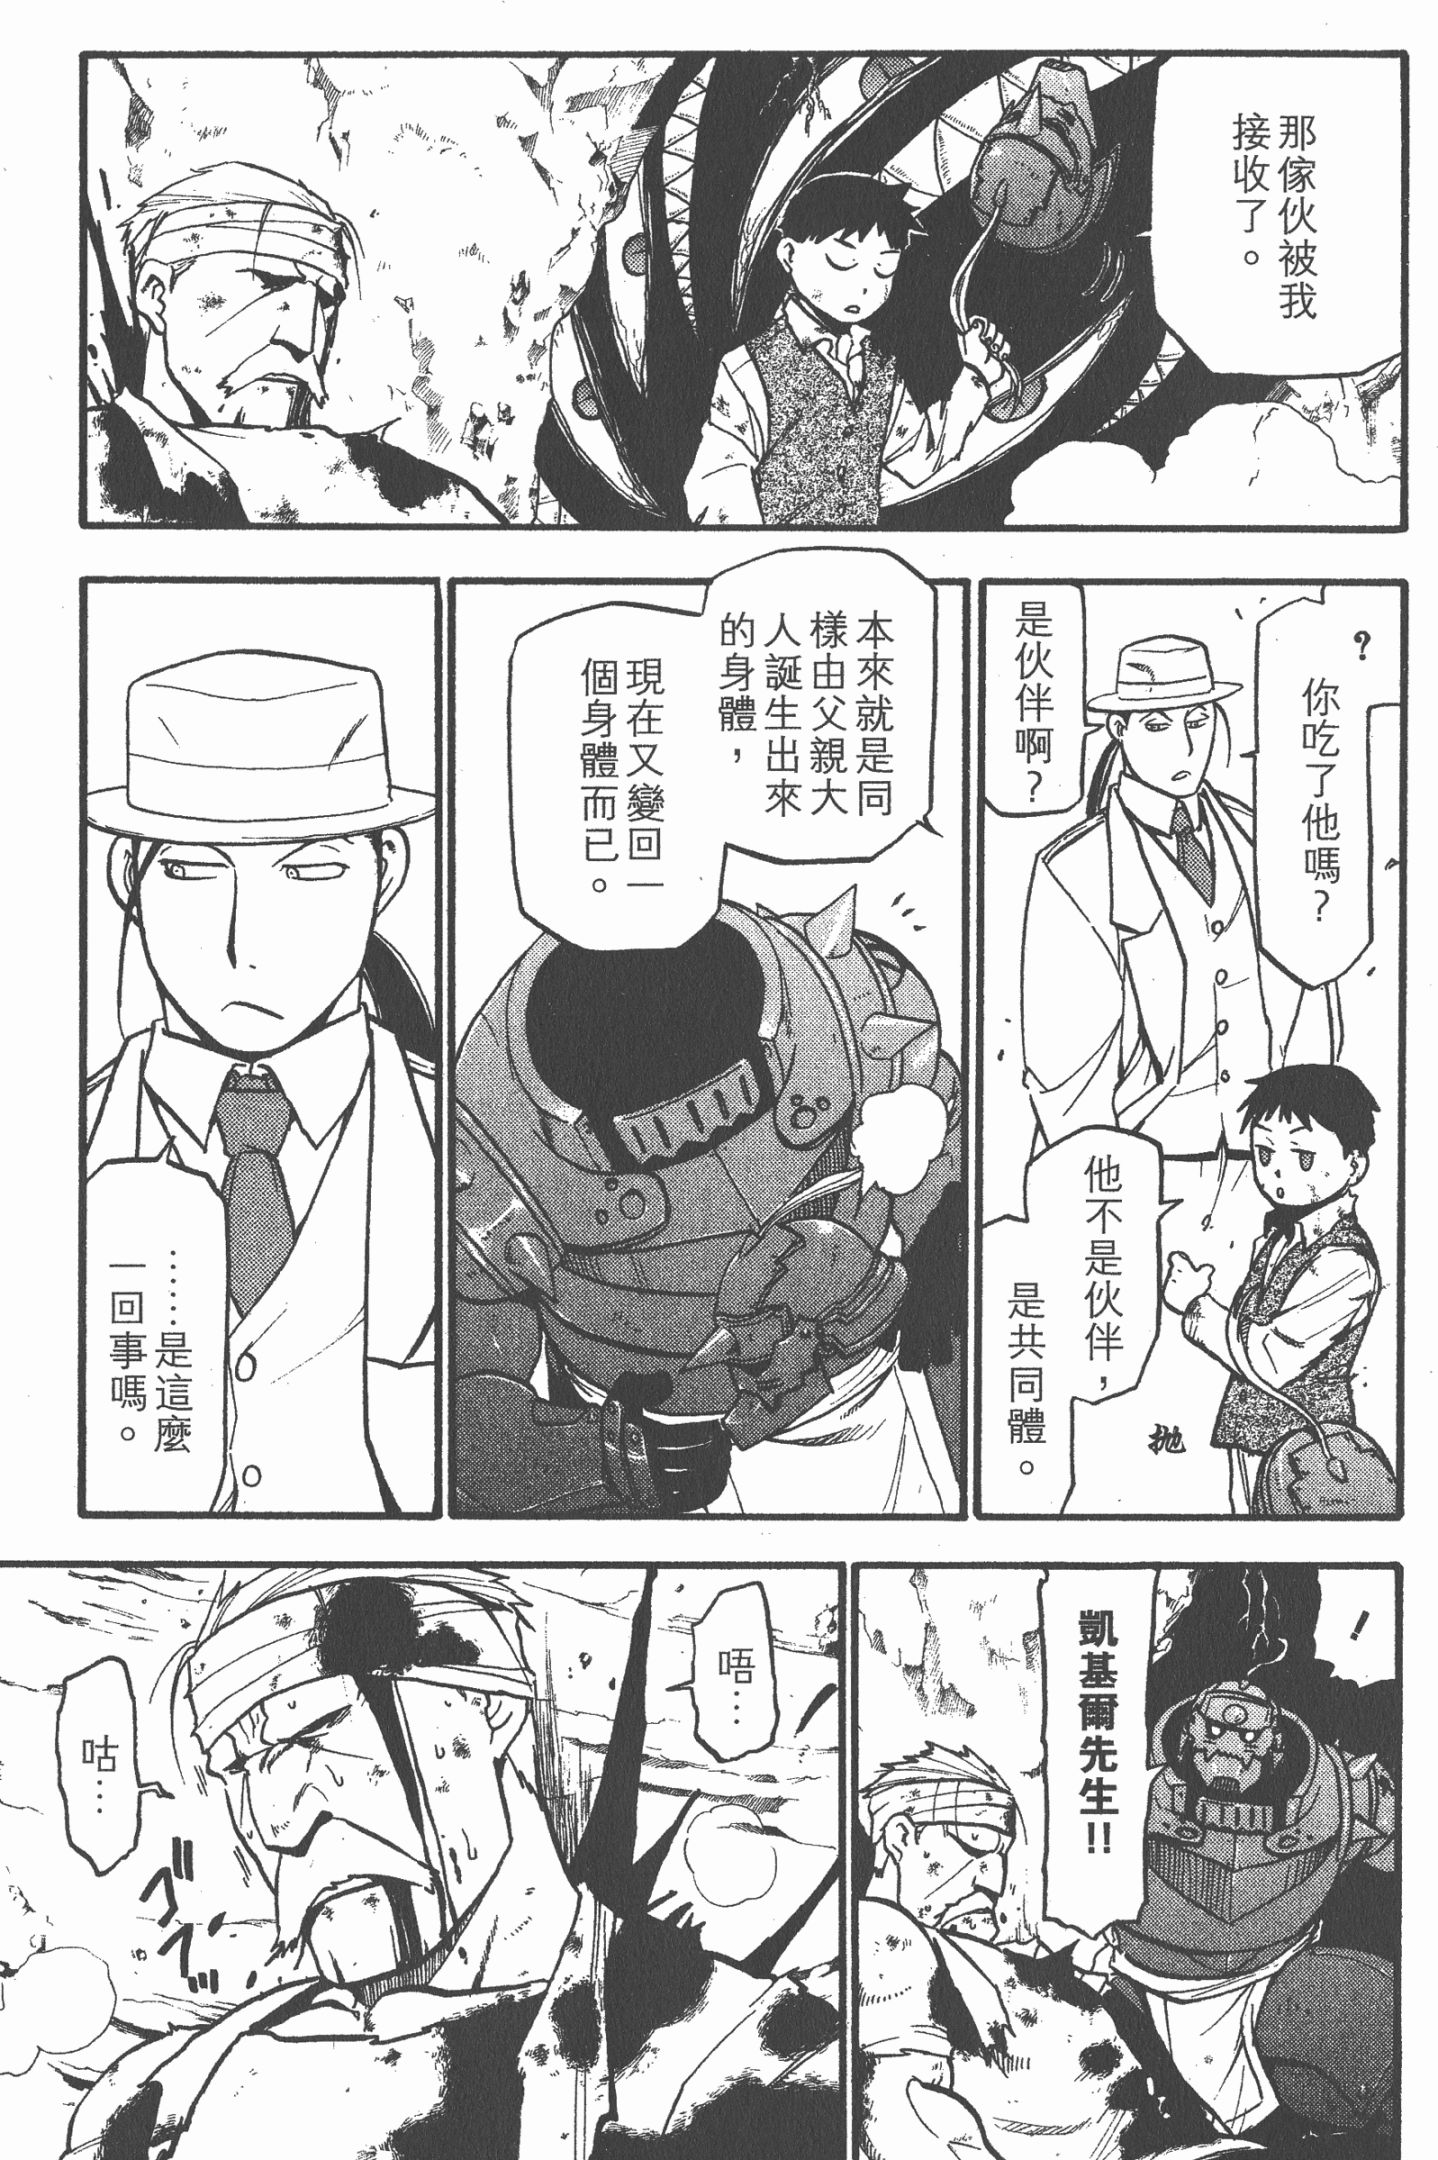 那傢伙被我
接收了。
?
你吃了他嗎?
是伙伴啊?
他不是伙伴,
是共同體。
拋
本來就是同
樣由父親大
人誕生出來
的身體,
現在又變回一
個身體而已。
……是這麼
一回事嗎。
!
凱基爾先生!!
唔…
咕…
グググ